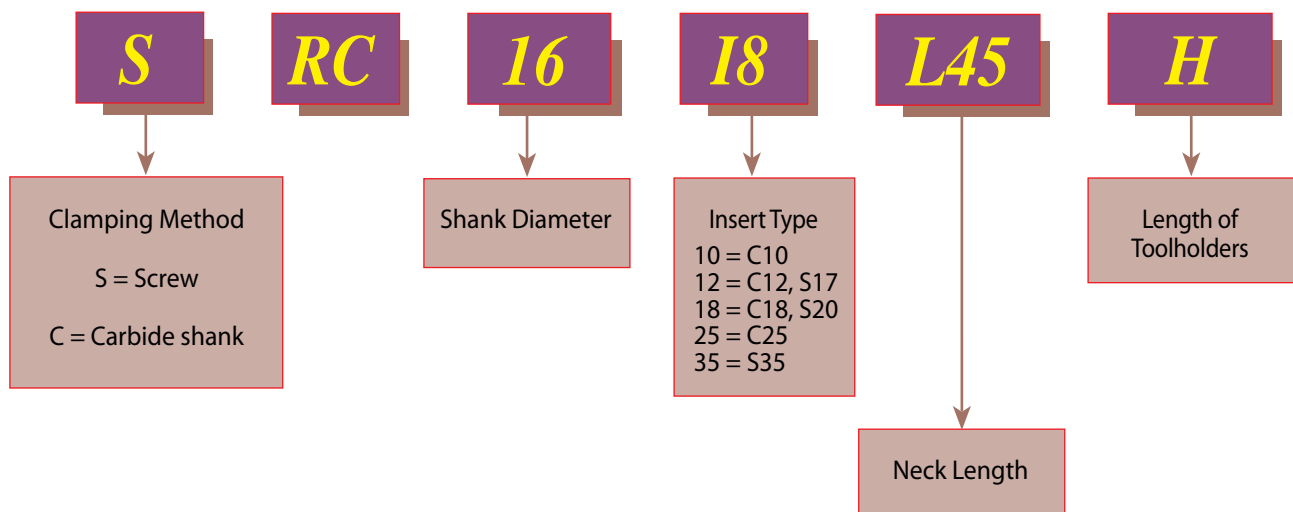 S RC 16 I8 L45 H
Clamping Method
S = Screw
C = Carbide shank
Shank Diameter
Insert Type
10 = C10
12 = C12, S17
18 = C18, S20
25 = C25
35 = S35
Neck Length
Length of
Toolholders